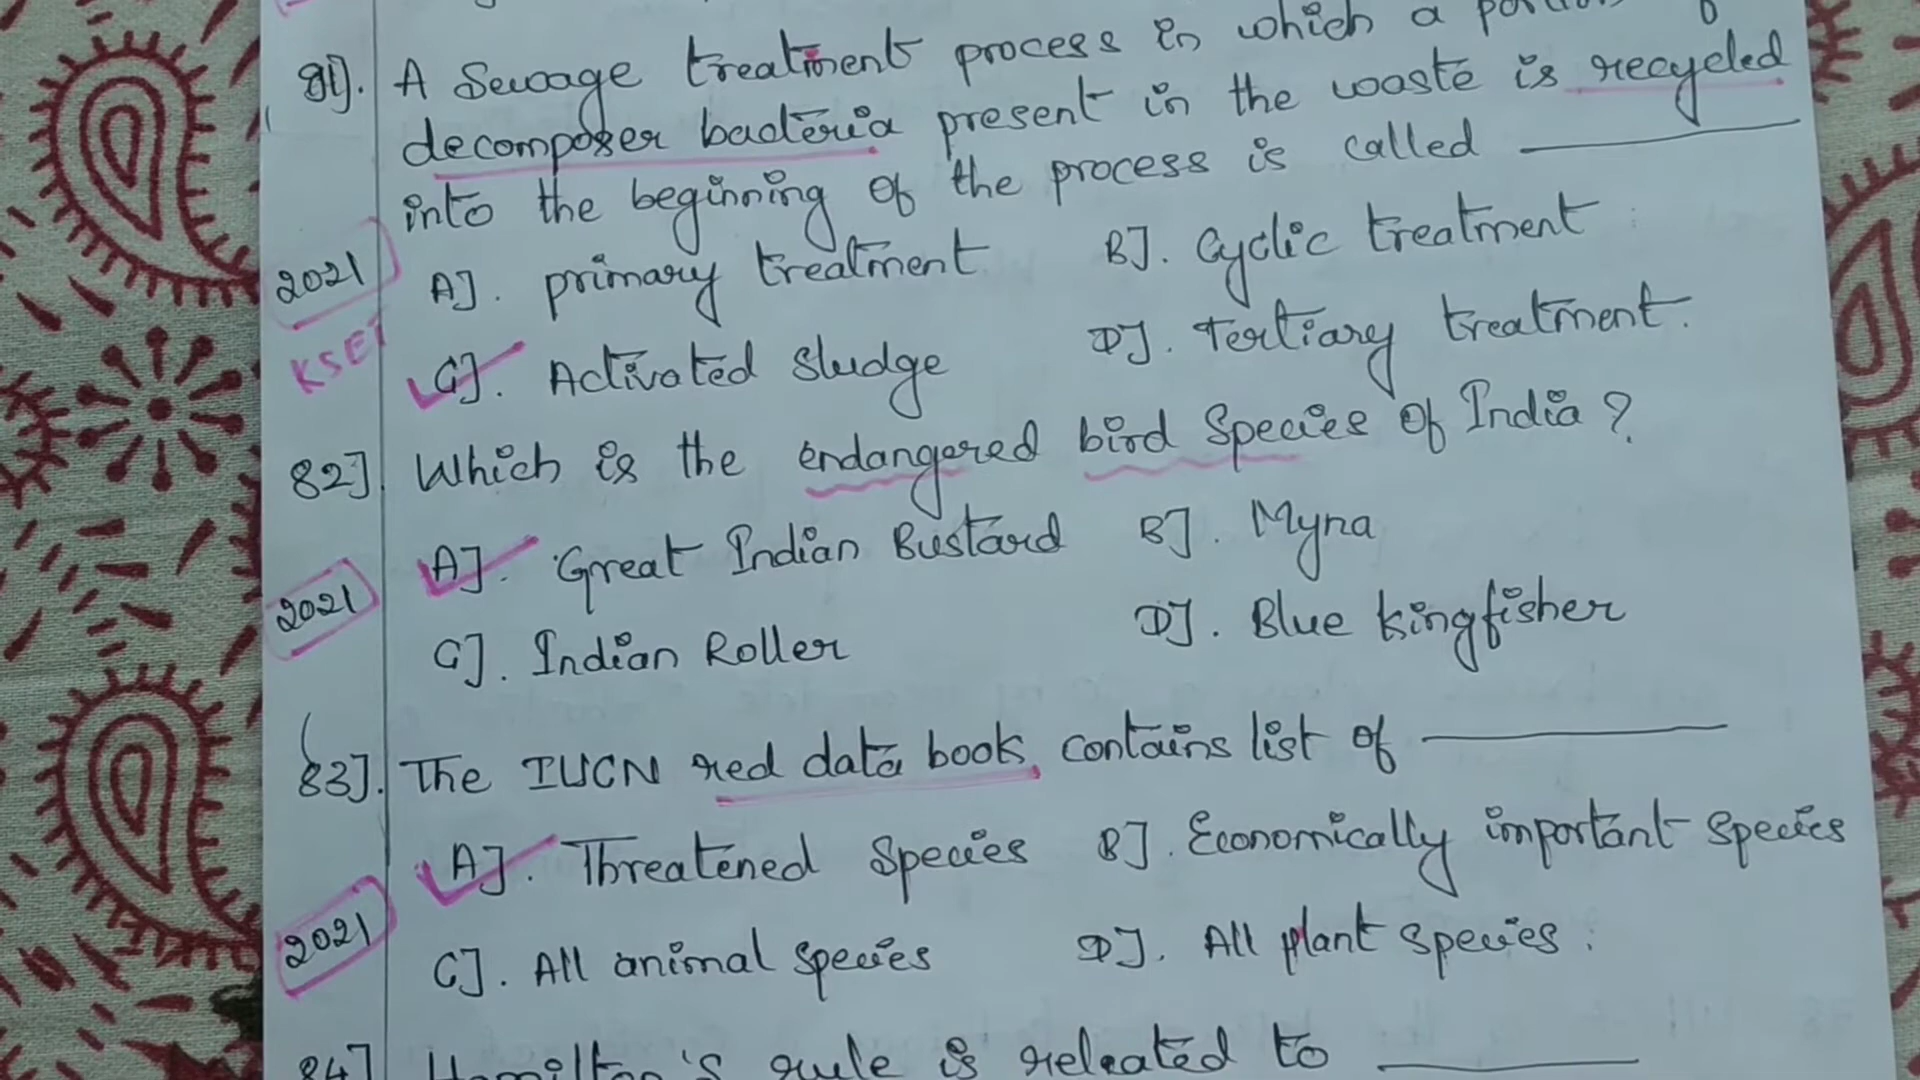 81]. A Sewage treatment process in which a
decomposer bacteria present in the waste is recycled
into the beginning of the process is called ________
2021
A]. primary treatment B]. Cyclic treatment
KSET
C]. Activated Sludge D]. Tertiary treatment.
82]. Which is the endangered bird Species of India ?
A]. Great Indian Bustard B]. Myna
2021
C]. Indian Roller D]. Blue kingfisher
83]. The IUCN red data book contains list of ________
A]. Threatened Species B]. Economically important Species
2021
C]. All animal species D]. All plant species.
84] Hamilton's rule is releated to ________